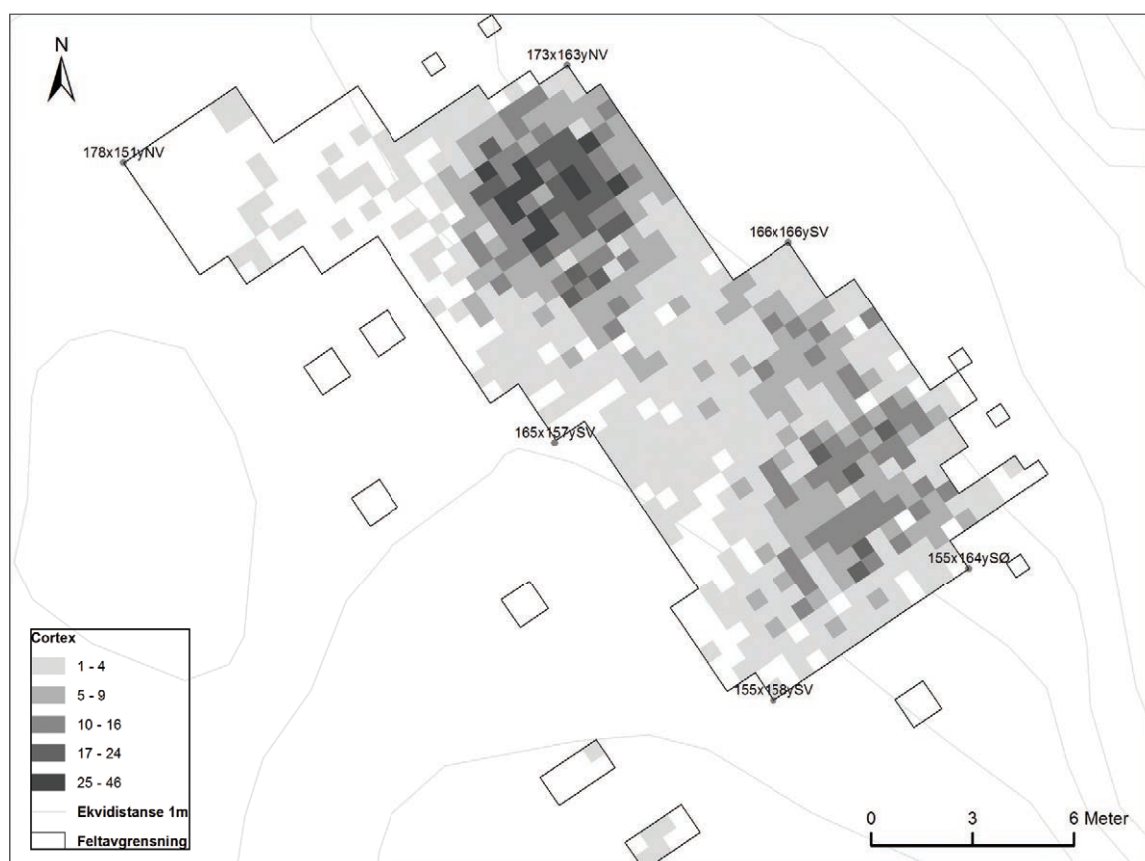 N
173x163yNV
178x151yNV
166x166ySV
165x157ySV
155x164ySØ
155x158ySV
Cortex
1 - 4
5 - 9
10 - 16
17 - 24
25 - 46
Ekvidistanse 1m
Feltavgrensning
0 3 6 Meter